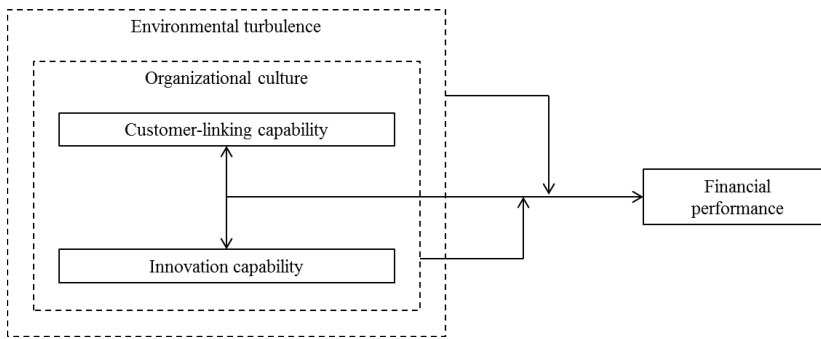 Environmental turbulence
Organizational culture
Customer-linking capability
Innovation capability
Financial
performance